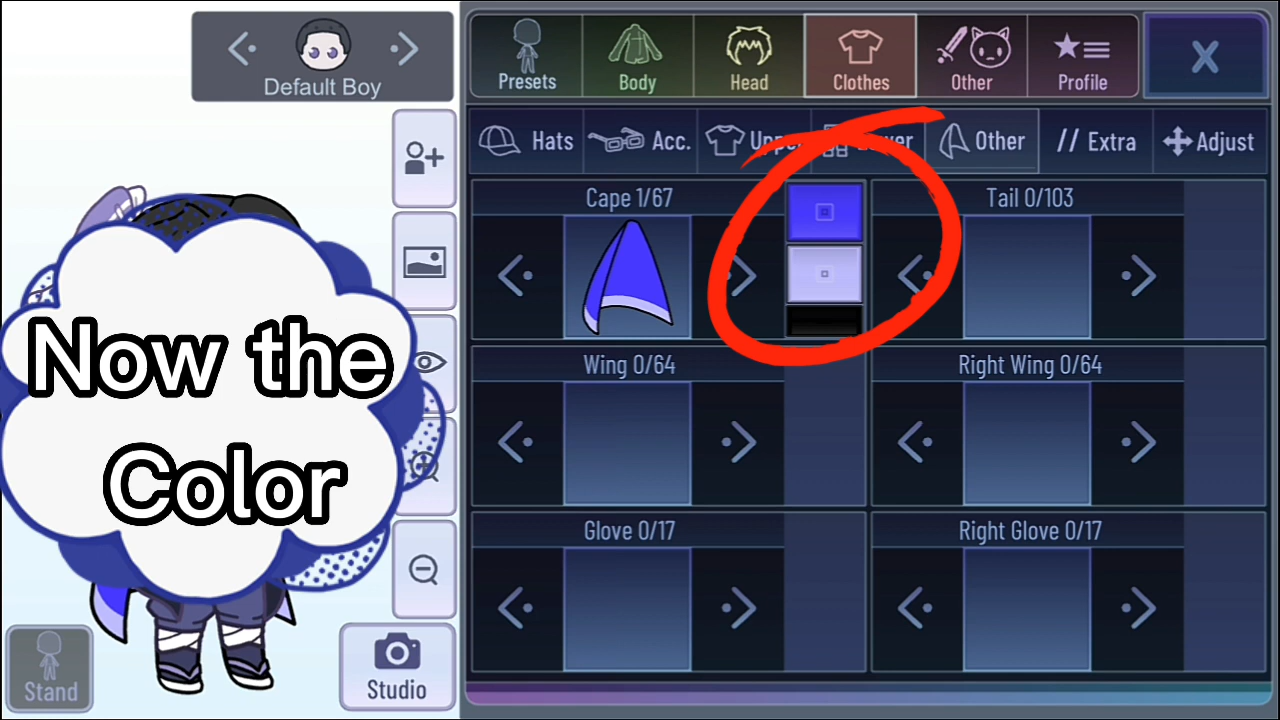 Default Boy
Presets
Body
Head
Clothes
Other
Profile
X
Hats
Acc.
Upper
Lower
Other
// Extra
Adjust
Cape 1/67
Tail 0/103
Wing 0/64
Right Wing 0/64
Glove 0/17
Right Glove 0/17
Now the
Color
Stand
Studio